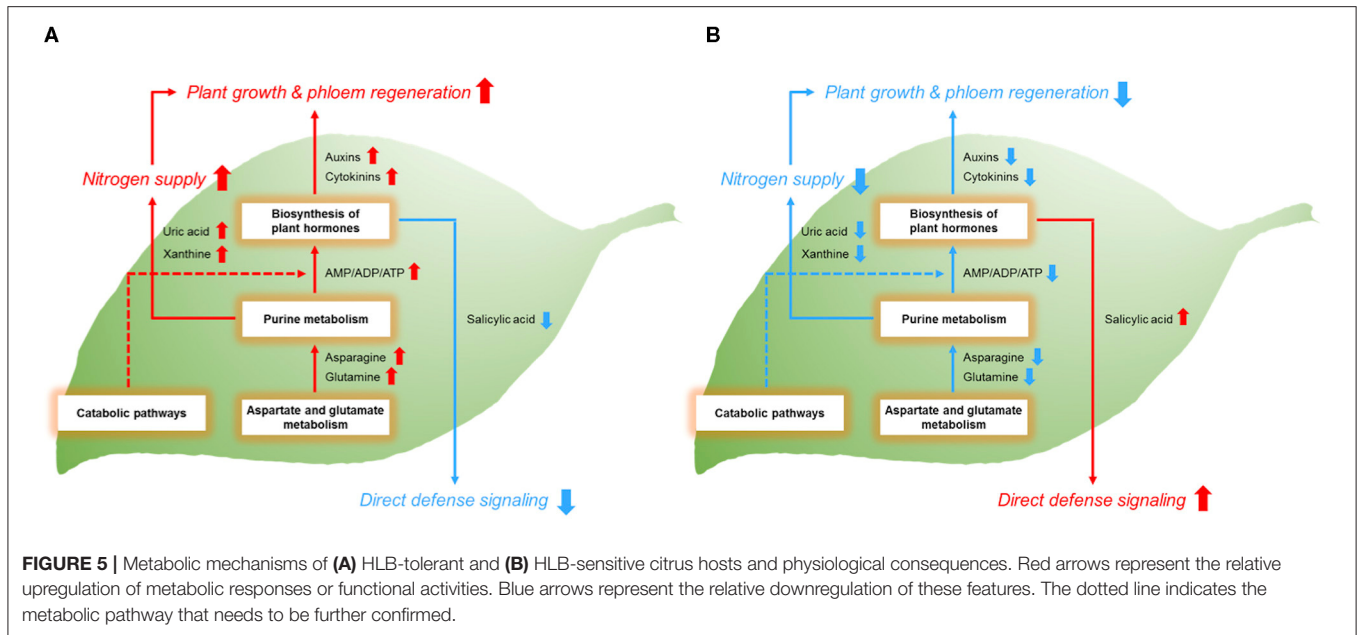 A
Plant growth & phloem regeneration
Auxins
Cytokinins
Nitrogen supply
Biosynthesis of
plant hormones
Uric acid
Xanthine
AMP/ADP/ATP
Purine metabolism
Salicylic acid
Asparagine
Glutamine
Catabolic pathways
Aspartate and glutamate
metabolism
Direct defense signaling
B
Plant growth & phloem regeneration
Auxins
Cytokinins
Nitrogen supply
Biosynthesis of
plant hormones
Uric acid
Xanthine
AMP/ADP/ATP
Purine metabolism
Salicylic acid
Asparagine
Glutamine
Catabolic pathways
Aspartate and glutamate
metabolism
Direct defense signaling
FIGURE 5 | Metabolic mechanisms of (A) HLB-tolerant and (B) HLB-sensitive citrus hosts and physiological consequences. Red arrows represent the relative
upregulation of metabolic responses or functional activities. Blue arrows represent the relative downregulation of these features. The dotted line indicates the
metabolic pathway that needs to be further confirmed.